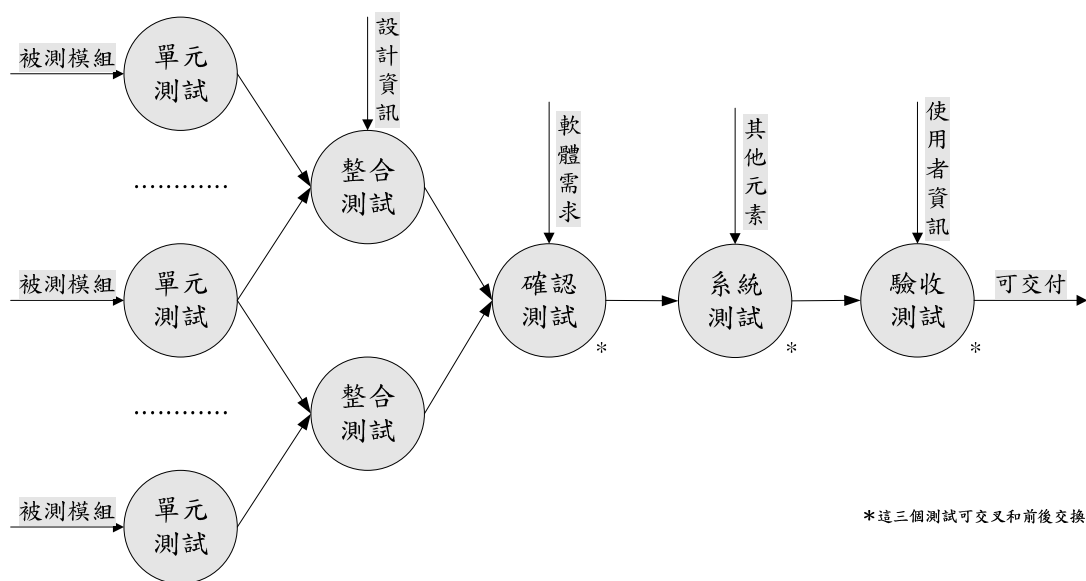 被測模組
單元
測試
…………
被測模組
單元
測試
…………
被測模組
單元
測試
設計資訊
整合
測試
整合
測試
軟體需求
確認
測試
*
其他元素
系統
測試
*
使用者資訊
驗收
測試
*
可交付
*這三個測試可交叉和前後交換